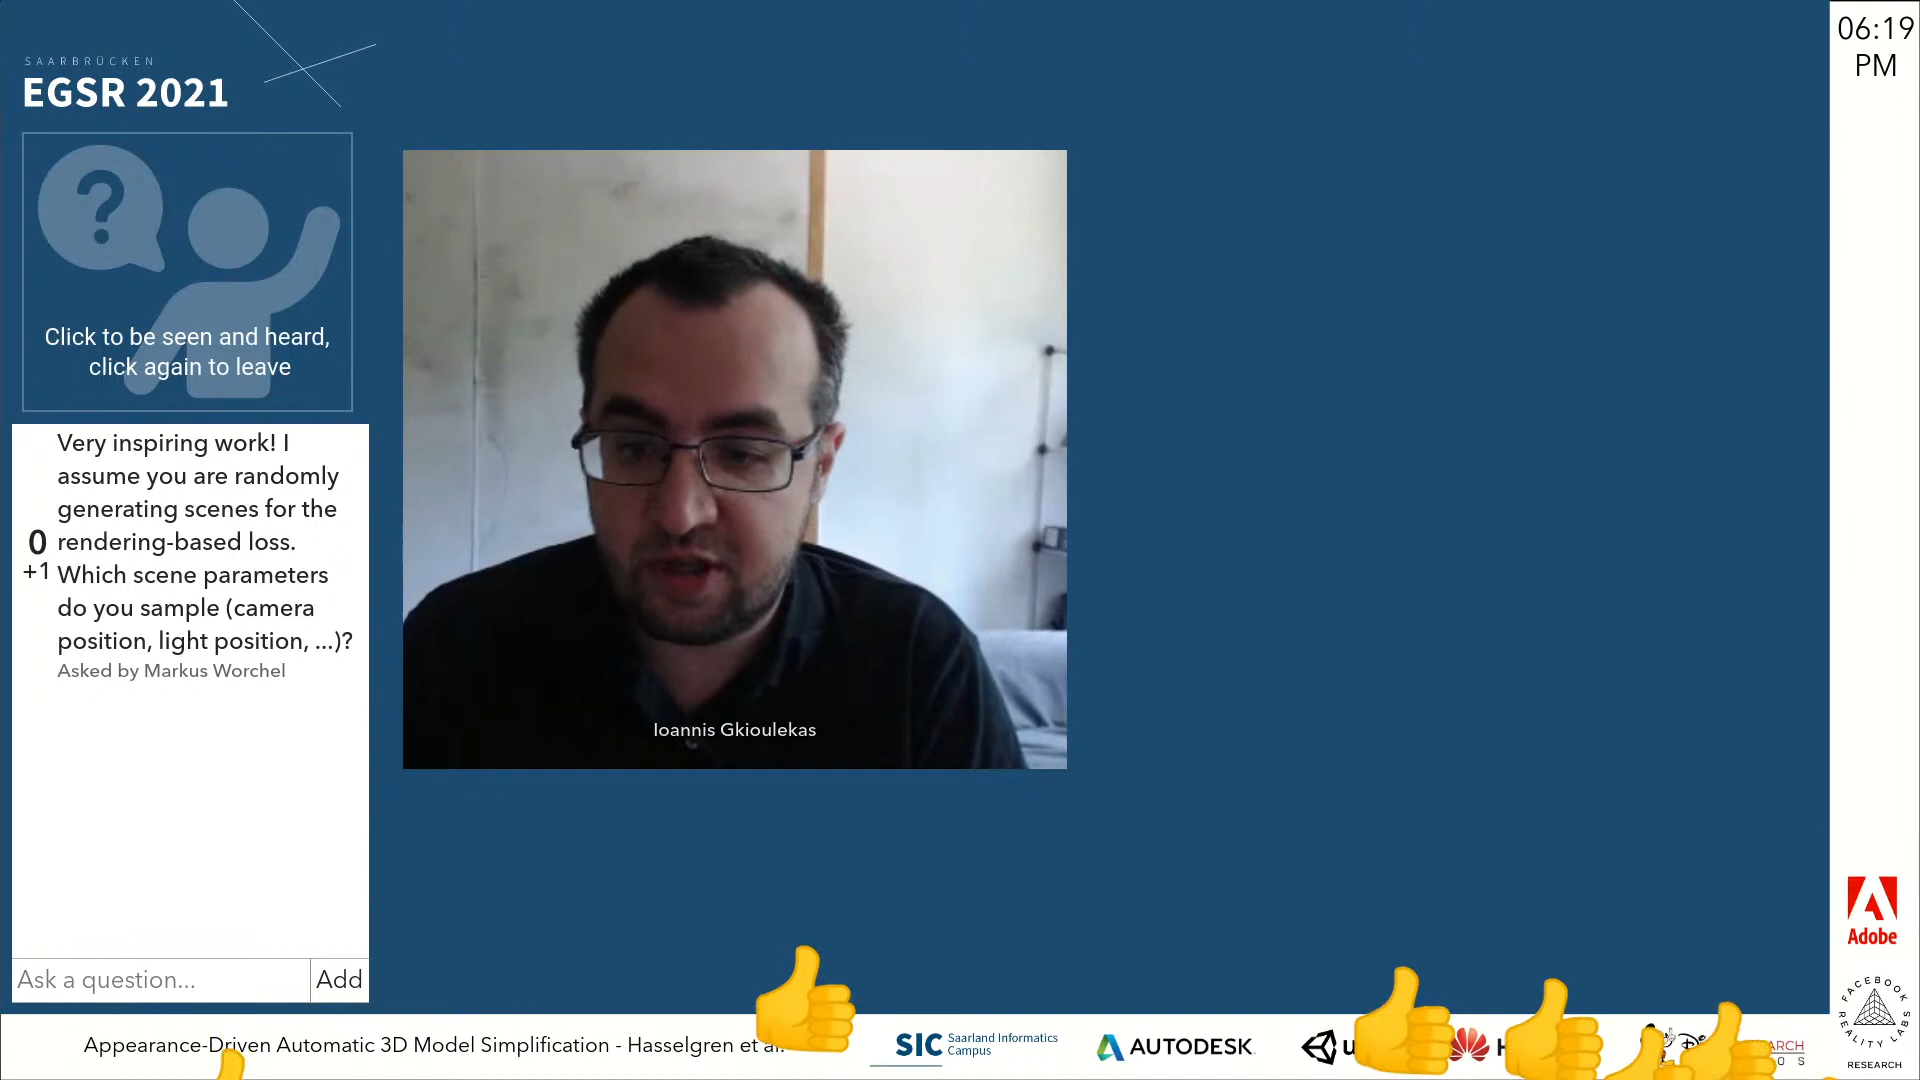 SAARBRÜCKEN
EGSR 2021
?
Click to be seen and heard,
click again to leave
Very inspiring work! I
assume you are randomly
generating scenes for the
0 rendering-based loss.
+1 Which scene parameters
do you sample (camera
position, light position, ...)?
Asked by Markus Worchel
Ask a question...
Add
Ioannis Gkioulekas
06:19
PM
Adobe
FACEBOOK
REALITY LABS
RESEARCH
Appearance-Driven Automatic 3D Model Simplification - Hasselgren et al.
SIC Saarland Informatics
Campus
AUTODESK